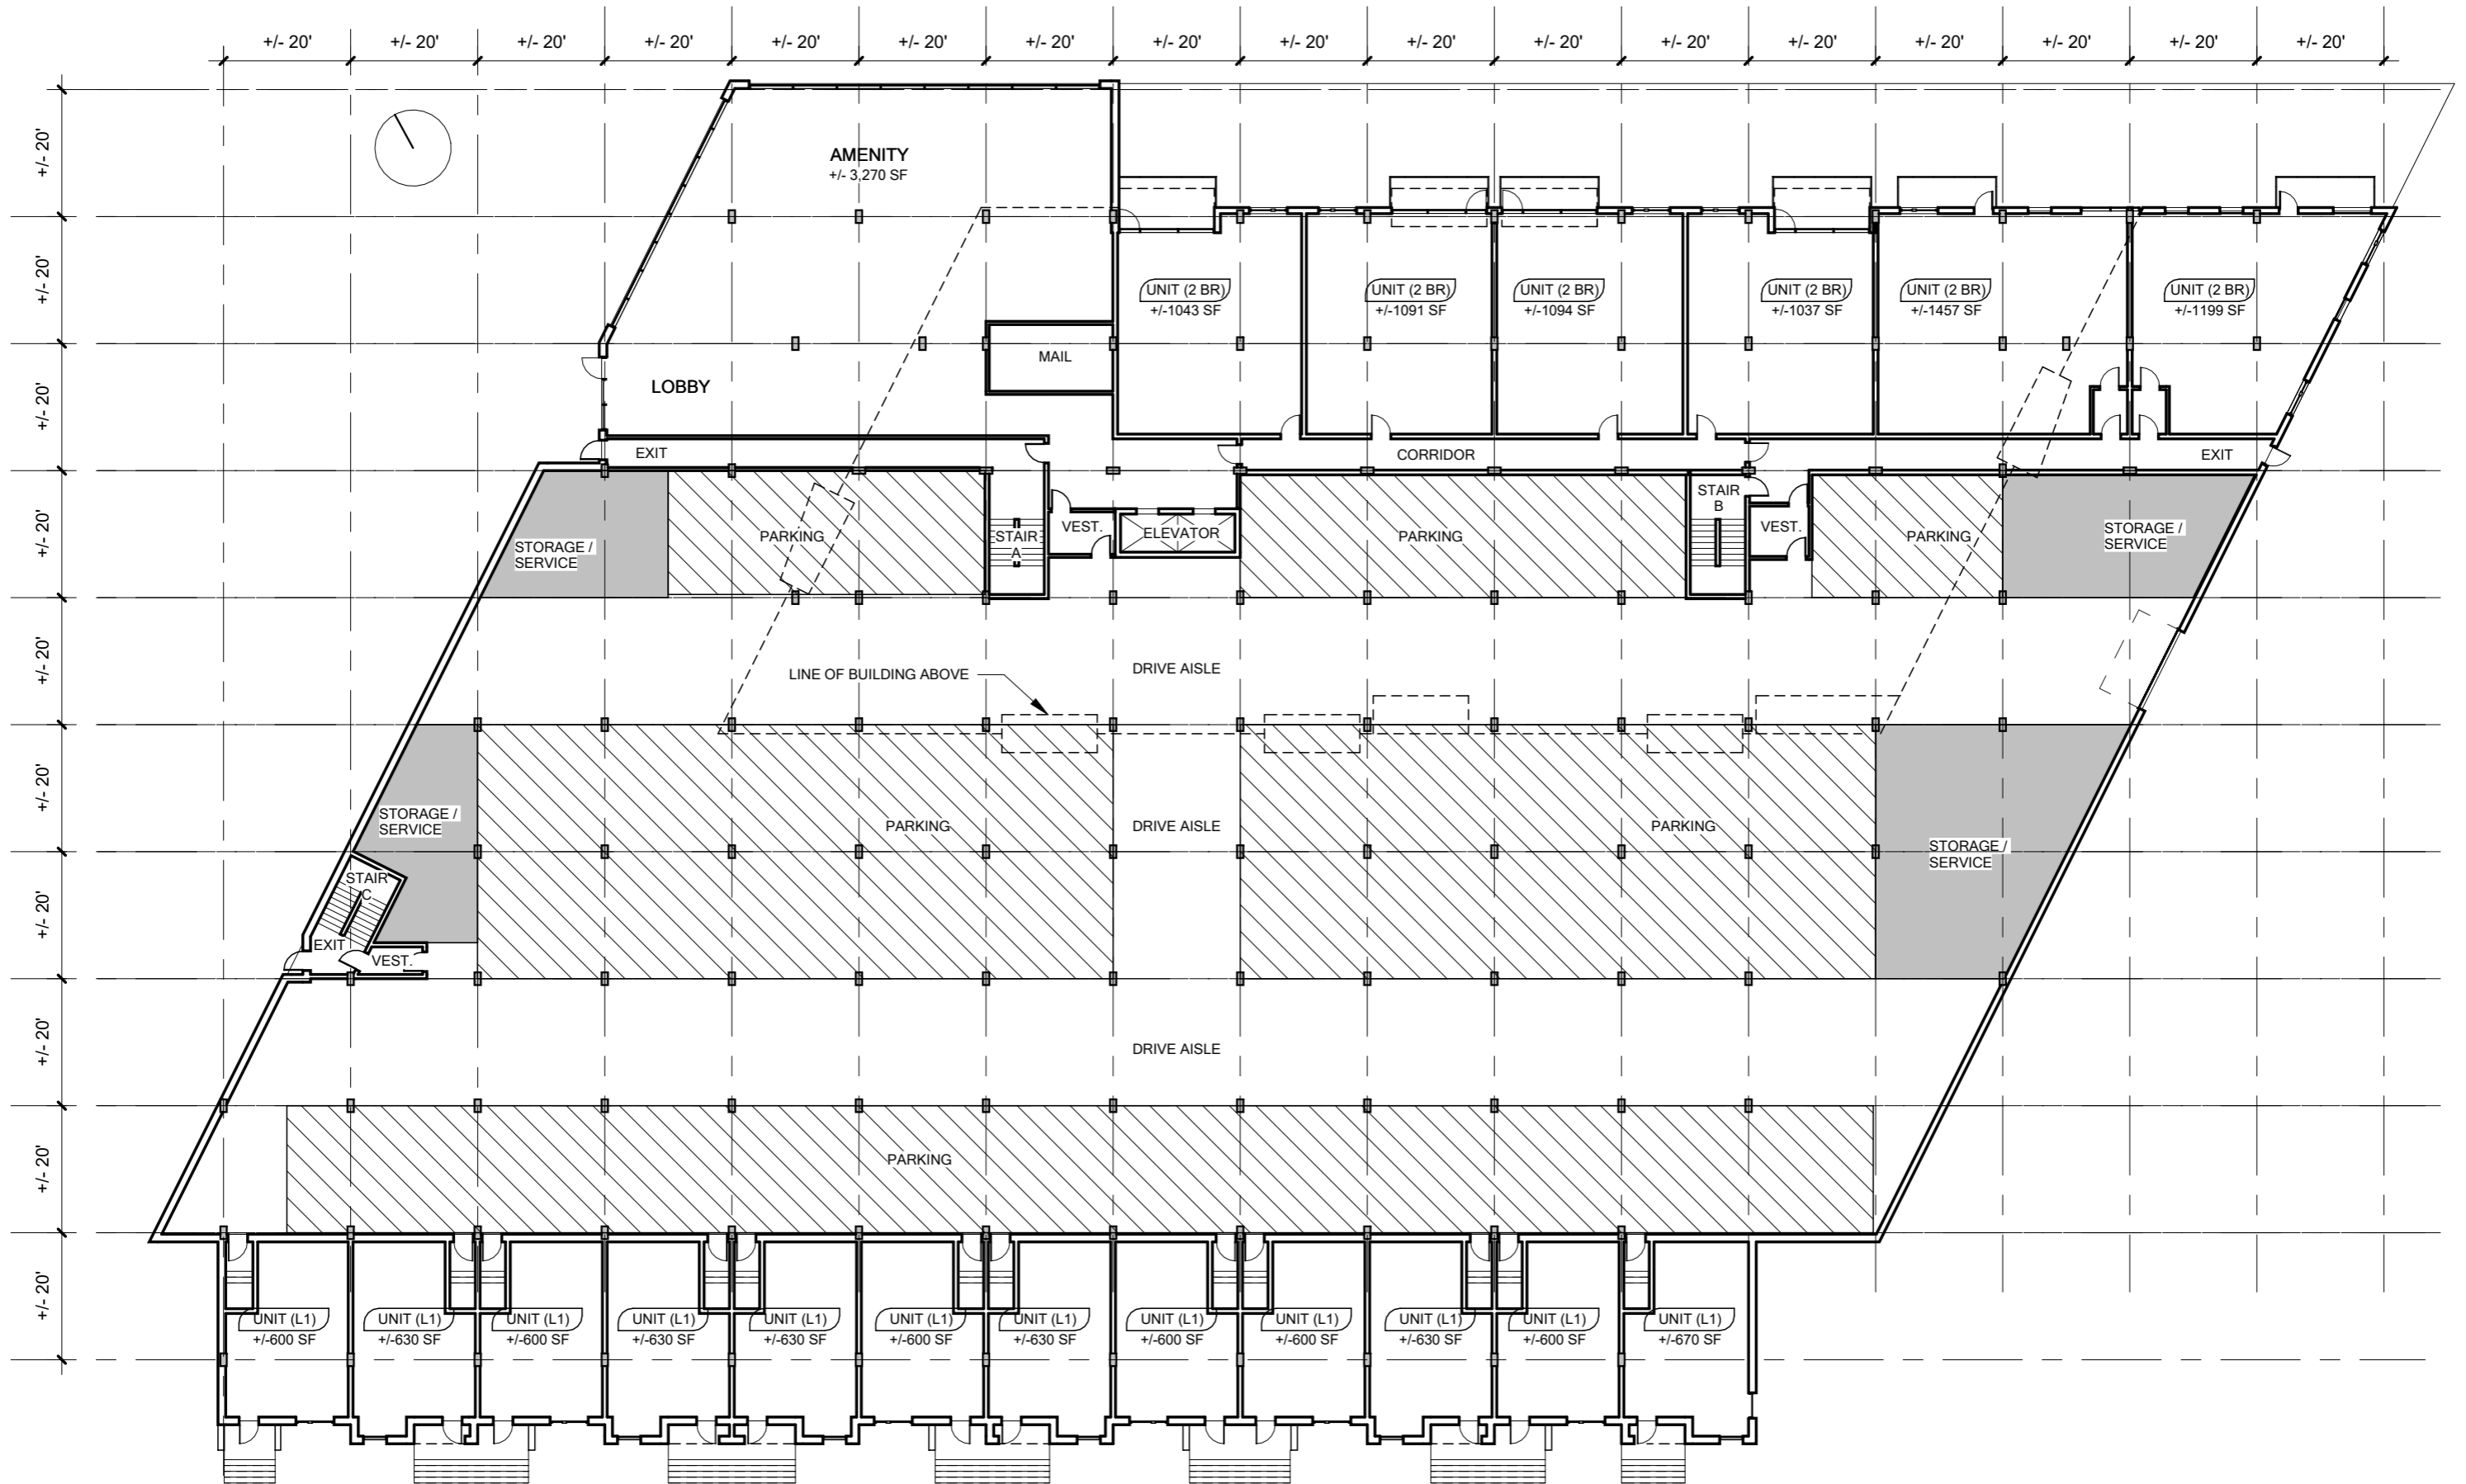 +/- 20' +/- 20' +/- 20' +/- 20' +/- 20' +/- 20' +/- 20' +/- 20' +/- 20' +/- 20' +/- 20' +/- 20' +/- 20' +/- 20' +/- 20' +/- 20' +/- 20'
+/- 20'
+/- 20'
+/- 20'
+/- 20'
+/- 20'
+/- 20'
+/- 20'
+/- 20'
+/- 20'
+/- 20'
AMENITY
+/- 3,270 SF
UNIT (2 BR)
+/-1043 SF
UNIT (2 BR)
+/-1091 SF
UNIT (2 BR)
+/-1094 SF
UNIT (2 BR)
+/-1037 SF
UNIT (2 BR)
+/-1457 SF
UNIT (2 BR)
+/-1199 SF
MAIL
LOBBY
EXIT
CORRIDOR
EXIT
STORAGE /
SERVICE
PARKING
STAIR
A
VEST.
ELEVATOR
PARKING
STAIR
B
VEST.
PARKING
STORAGE /
SERVICE
LINE OF BUILDING ABOVE
DRIVE AISLE
STORAGE /
SERVICE
PARKING
DRIVE AISLE
PARKING
STORAGE /
SERVICE
STAIR
C
EXIT
VEST.
DRIVE AISLE
PARKING
UNIT (L1)
+/-600 SF
UNIT (L1)
+/-630 SF
UNIT (L1)
+/-600 SF
UNIT (L1)
+/-630 SF
UNIT (L1)
+/-630 SF
UNIT (L1)
+/-600 SF
UNIT (L1)
+/-630 SF
UNIT (L1)
+/-600 SF
UNIT (L1)
+/-600 SF
UNIT (L1)
+/-630 SF
UNIT (L1)
+/-600 SF
UNIT (L1)
+/-670 SF